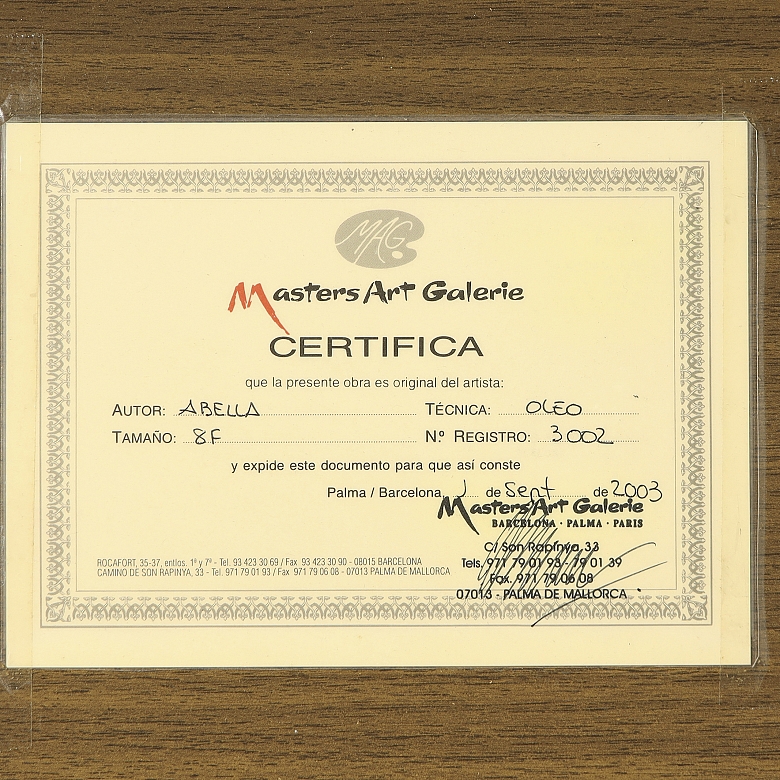 MAG
Masters Art Galerie
CERTIFICA
que la presente obra es original del artista:
AUTOR: ABELLA TÉCNICA: OLEO
TAMAÑO: 8F Nº REGISTRO: 3002
y expide este documento para que así conste
Palma / Barcelona, 1 de Sept de 2003
Masters Art Galerie
BARCELONA · PALMA · PARIS
C/ Son Rapinya, 33
Tels. 971 79 01 93 - 79 01 39
Fax. 971 79 06 08
07013 - PALMA DE MALLORCA
ROCAFORT, 35-37, entlos. 1ª y 7ª - Tel. 93 423 30 69 / Fax 93 423 30 90 - 08015 BARCELONA
CAMINO DE SON RAPINYA, 33 - Tel. 971 79 01 93 / Fax 971 79 06 08 - 07013 PALMA DE MALLORCA